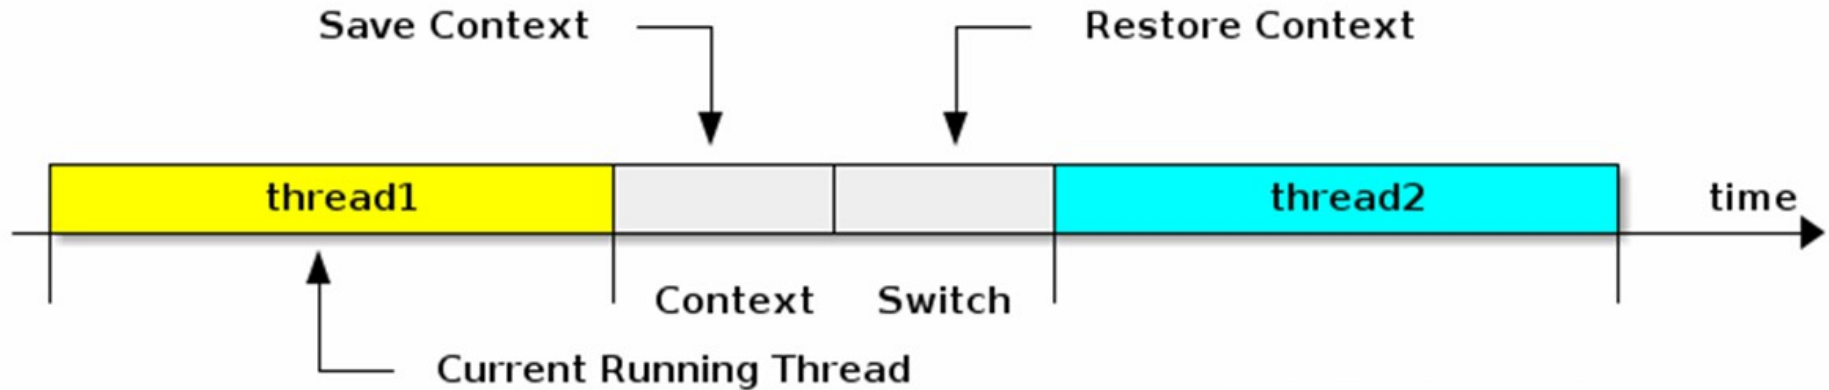 Save Context
Restore Context
thread1
thread2
time
Context Switch
Current Running Thread